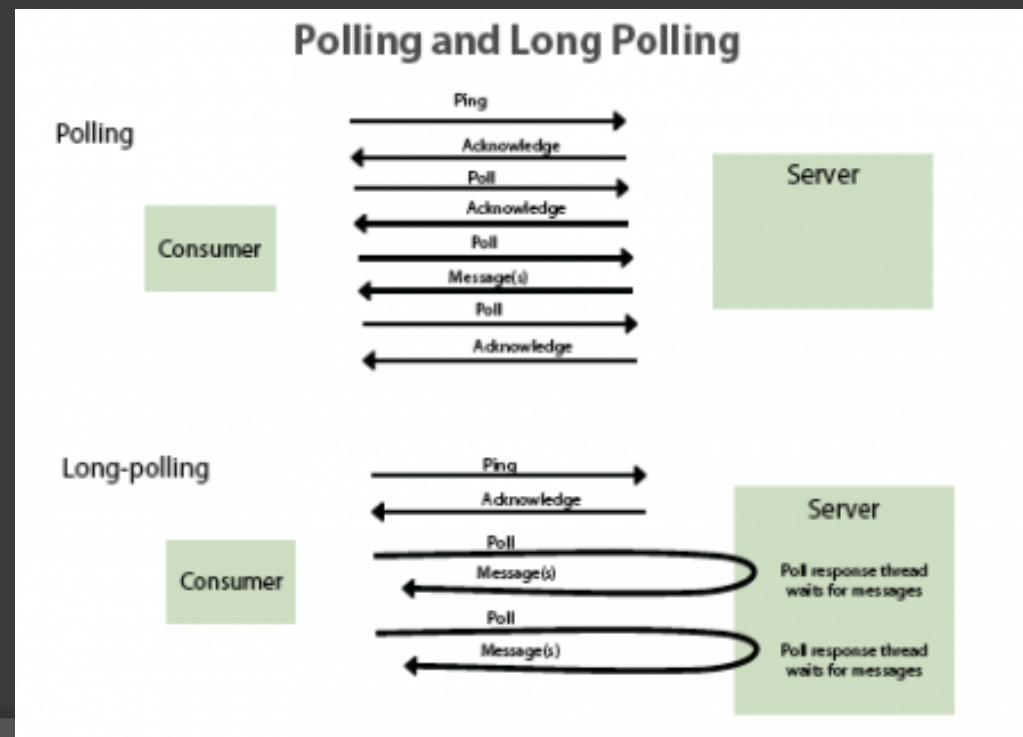 Polling and Long Polling
Polling
Ping
Acknowledge
Poll
Acknowledge
Poll
Message(s)
Poll
Acknowledge
Consumer
Server
Long-polling
Ping
Acknowledge
Poll
Message(s)
Poll
Message(s)
Consumer
Server
Poll response thread
waits for messages
Poll response thread
waits for messages